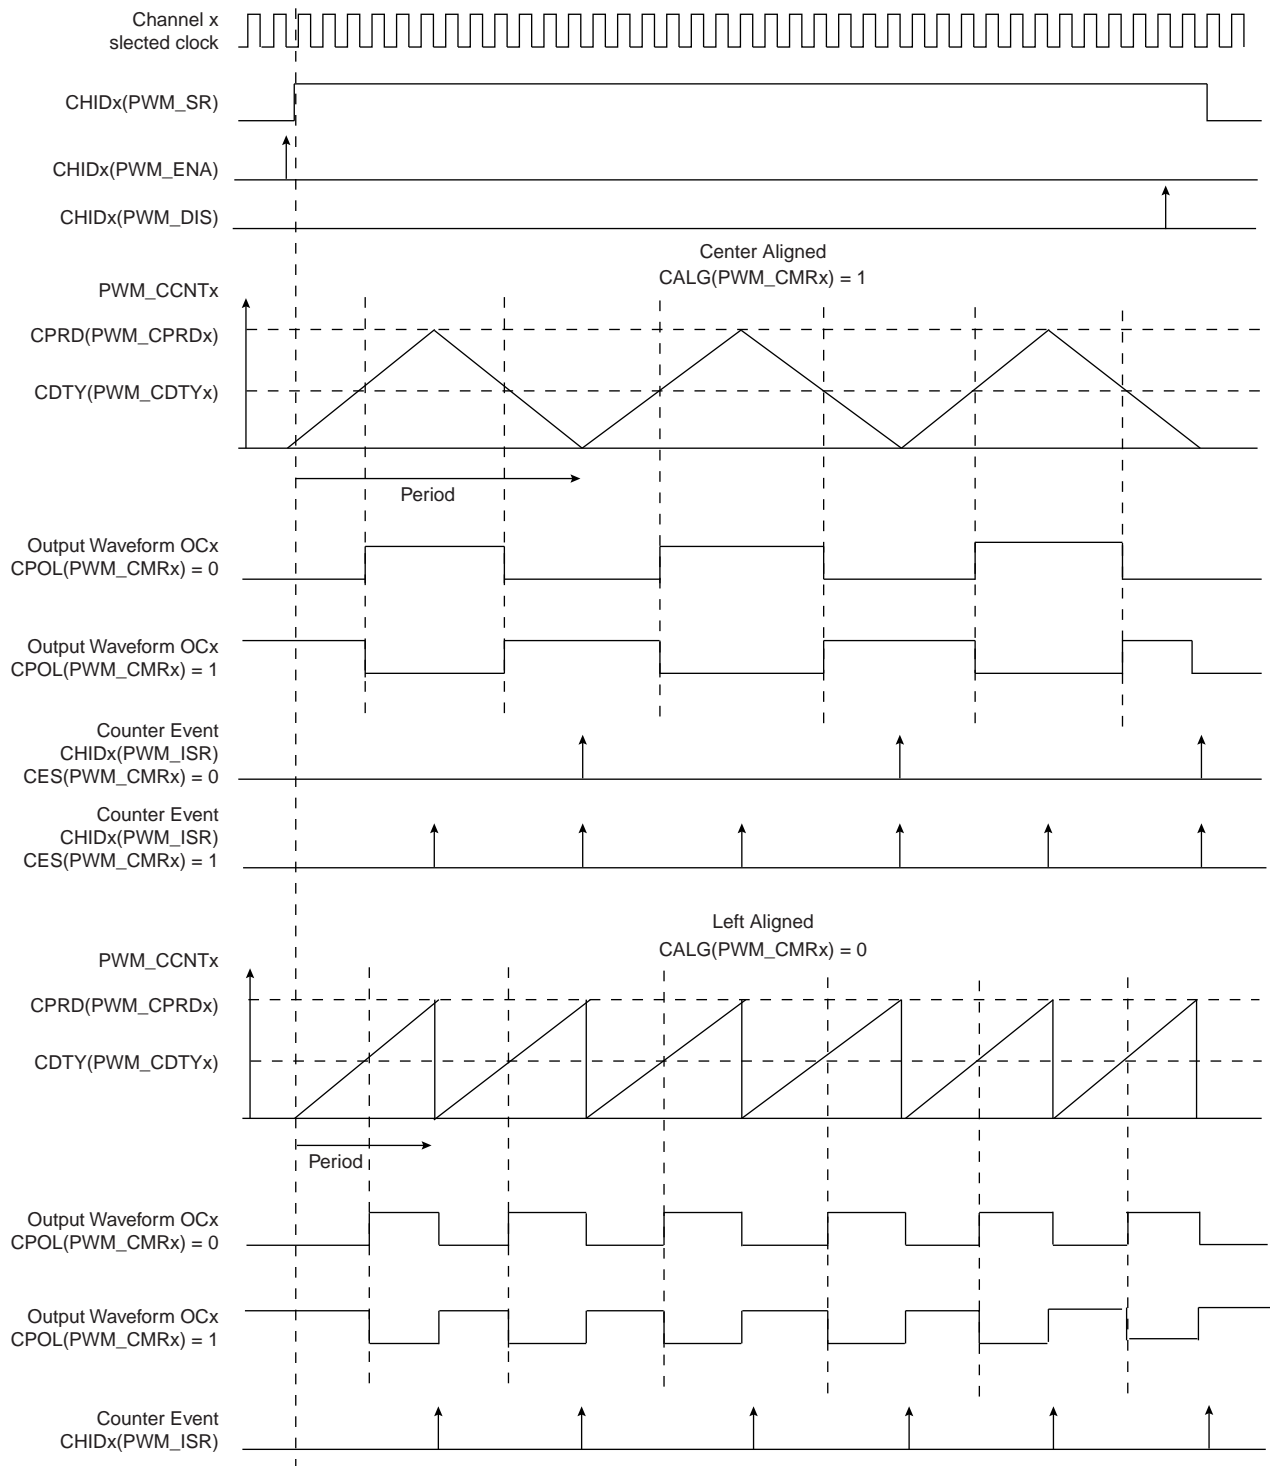 Channel x
slected clock
CHIDx(PWM_SR)
CHIDx(PWM_ENA)
CHIDx(PWM_DIS)
Center Aligned
CALG(PWM_CMRx) = 1
PWM_CCNTx
CPRD(PWM_CPRDx)
CDTY(PWM_CDTYx)
Period
Output Waveform OCx
CPOL(PWM_CMRx) = 0
Output Waveform OCx
CPOL(PWM_CMRx) = 1
Counter Event
CHIDx(PWM_ISR)
CES(PWM_CMRx) = 0
Counter Event
CHIDx(PWM_ISR)
CES(PWM_CMRx) = 1
Left Aligned
CALG(PWM_CMRx) = 0
PWM_CCNTx
CPRD(PWM_CPRDx)
CDTY(PWM_CDTYx)
Period
Output Waveform OCx
CPOL(PWM_CMRx) = 0
Output Waveform OCx
CPOL(PWM_CMRx) = 1
Counter Event
CHIDx(PWM_ISR)